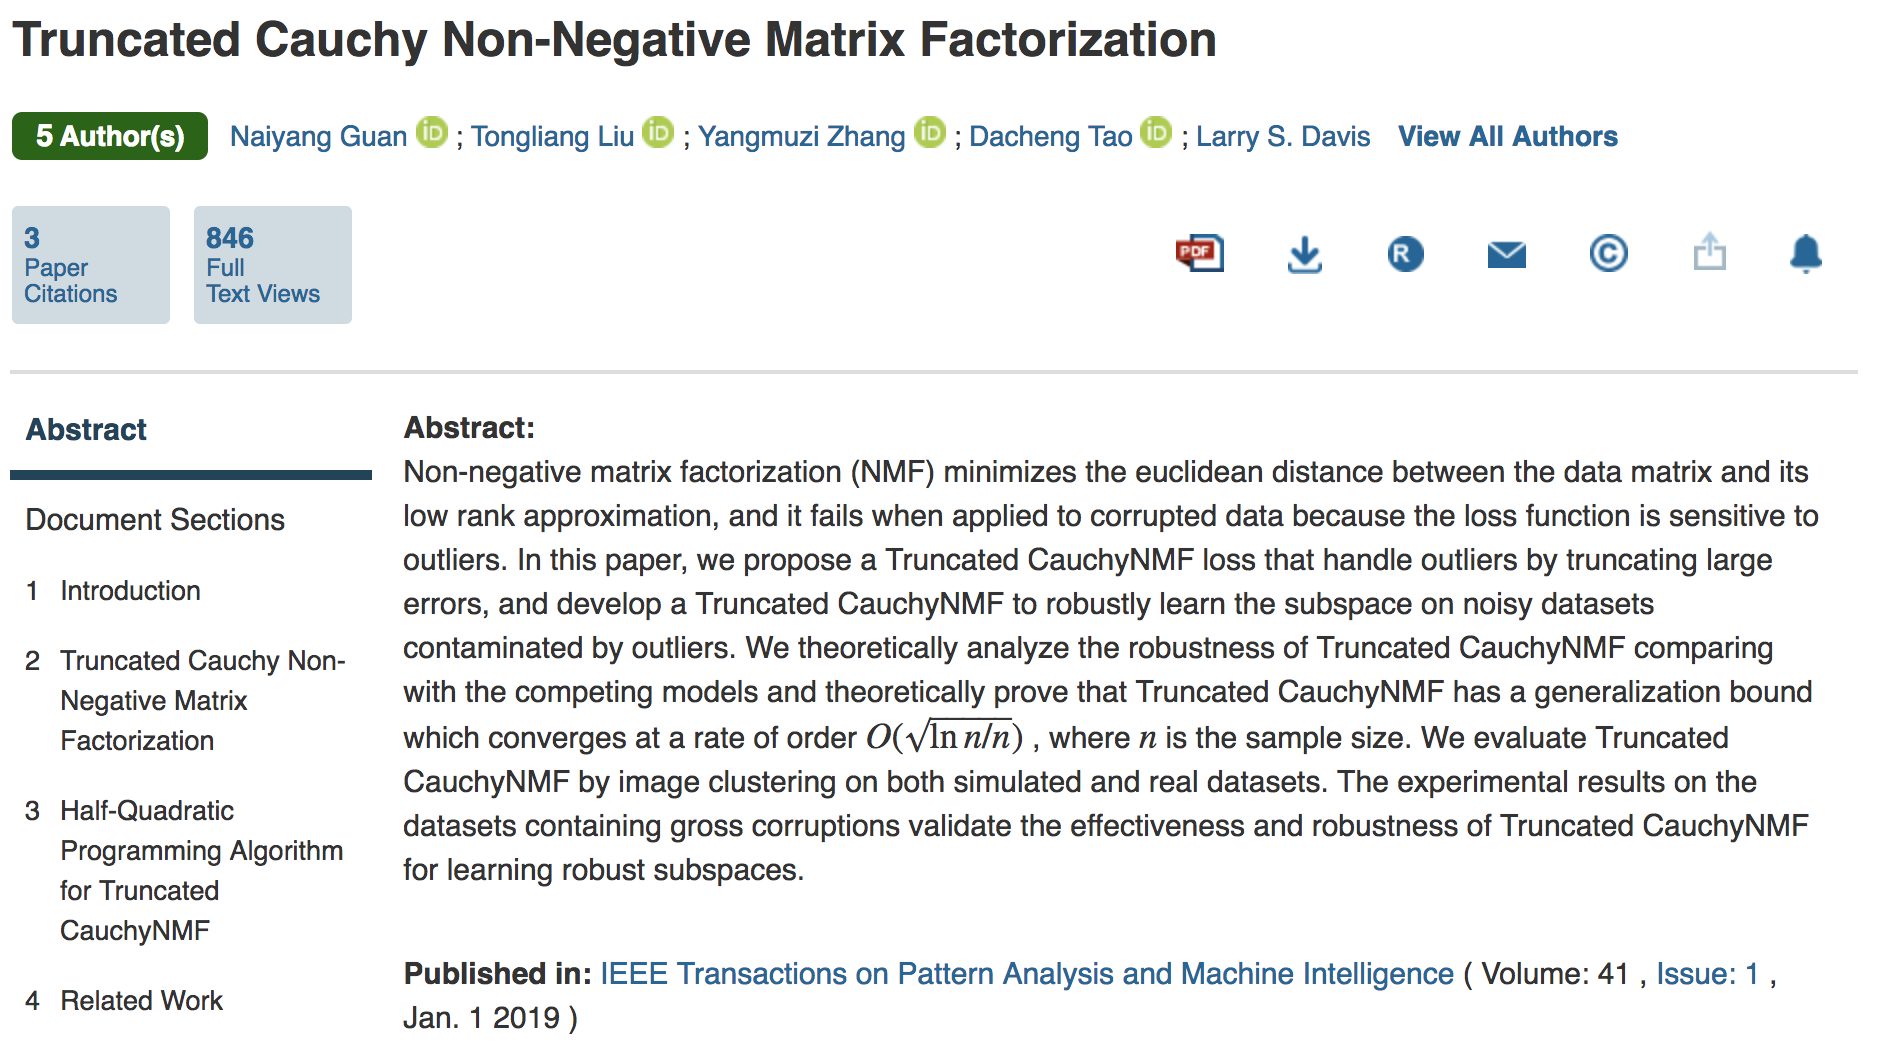 Truncated Cauchy Non-Negative Matrix Factorization
5 Author(s) Naiyang Guan iD ; Tongliang Liu iD ; Yangmuzi Zhang iD ; Dacheng Tao iD ; Larry S. Davis View All Authors
3
Paper
Citations
846
Full
Text Views
PDF
R
©
Abstract
Document Sections
1 Introduction
2 Truncated Cauchy Non-
Negative Matrix
Factorization
3 Half-Quadratic
Programming Algorithm
for Truncated
CauchyNMF
4 Related Work
Abstract:
Non-negative matrix factorization (NMF) minimizes the euclidean distance between the data matrix and its
low rank approximation, and it fails when applied to corrupted data because the loss function is sensitive to
outliers. In this paper, we propose a Truncated CauchyNMF loss that handle outliers by truncating large
errors, and develop a Truncated CauchyNMF to robustly learn the subspace on noisy datasets
contaminated by outliers. We theoretically analyze the robustness of Truncated CauchyNMF comparing
with the competing models and theoretically prove that Truncated CauchyNMF has a generalization bound
which converges at a rate of order O(√ln n/n) , where n is the sample size. We evaluate Truncated
CauchyNMF by image clustering on both simulated and real datasets. The experimental results on the
datasets containing gross corruptions validate the effectiveness and robustness of Truncated CauchyNMF
for learning robust subspaces.
Published in: IEEE Transactions on Pattern Analysis and Machine Intelligence ( Volume: 41 , Issue: 1 ,
Jan. 1 2019 )